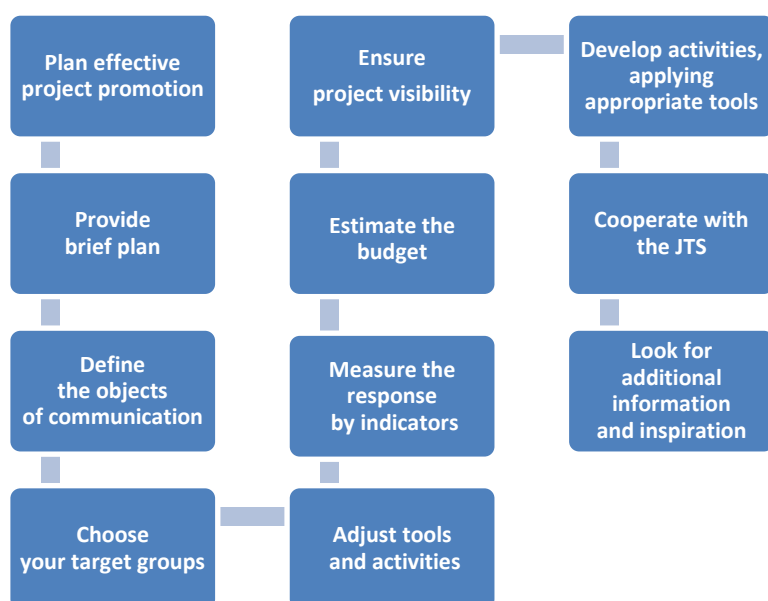 Plan effective
project promotion
Provide
brief plan
Define
the objects
of communication
Choose
your target groups
Adjust tools
and activities
Measure the
response
by indicators
Estimate the
budget
Ensure
project visibility
Develop activities,
applying
appropriate tools
Cooperate with
the JTS
Look for
additional
information
and inspiration